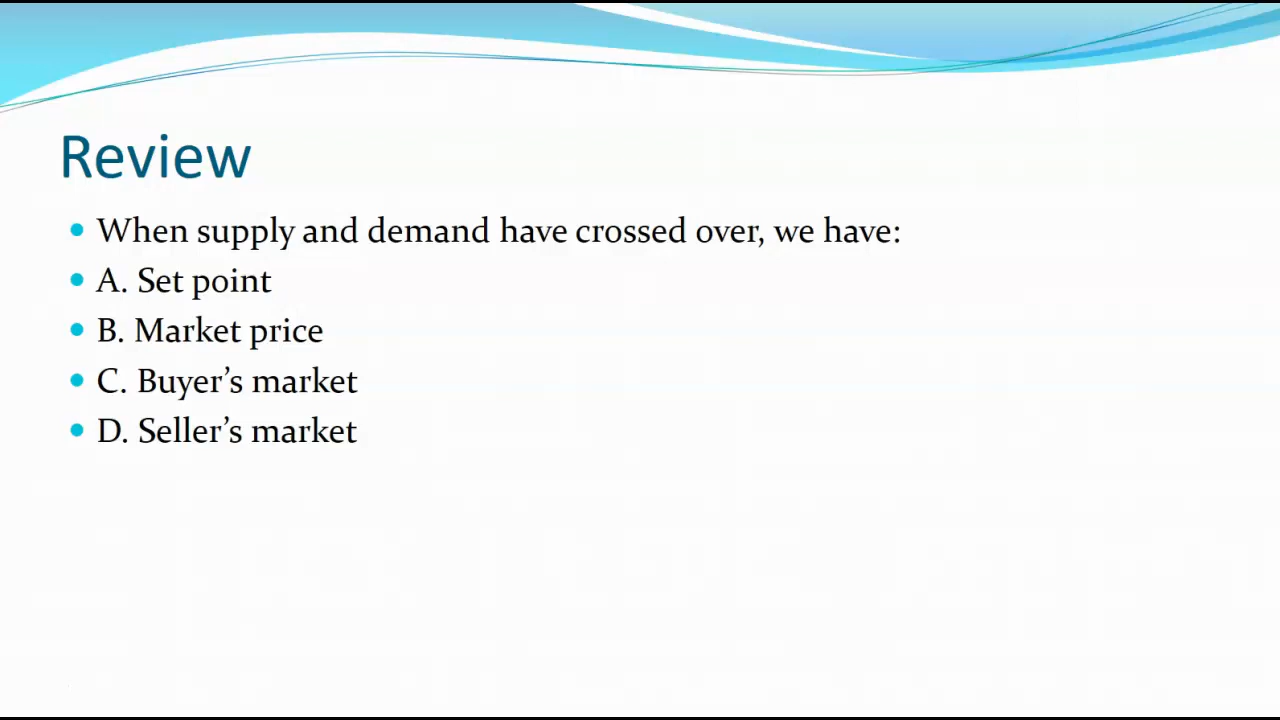 Review
When supply and demand have crossed over, we have:
A. Set point
B. Market price
C. Buyer’s market
D. Seller’s market